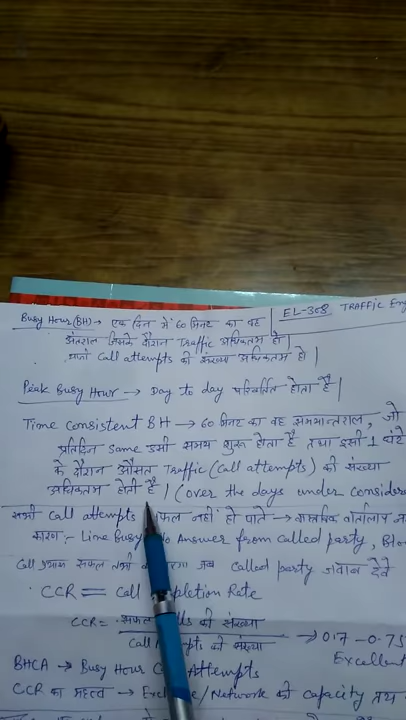 EL-308 TRAFFIC Eng
Busy Hour (BH) → एक दिन में 60 मिनट का वह
अंतराल जिसके दौरान Traffic अधिकतम हो।
call attempts की संख्या अधिकतम हो।
Peak Busy Hour → Day to day परिवर्तित होता है।
Time consistent BH → 60 मिनट का वह समयान्तराल, जो
प्रतिदिन same उसी समय शुरू होता है तथा इसी 1 घंटे
के दौरान औसत Traffic (call attempts) की संख्या
अधिकतम होती है। (over the days under consider
सभी call attempts सफल नहीं हो पाते → वास्तविक वार्तालाप
कारण :- Line Busy, No Answer from called party, Blo
Call प्रयास सफल तभी जब called party जवाब देवे
CCR = Call Completion Rate
CCR = सफल calls की संख्या
Call Attempts की संख्या → 0.7 - 0.75
Excellent
BHCA → Busy Hour Call Attempts
CCR का महत्व → Exchange/Network की capacity तय